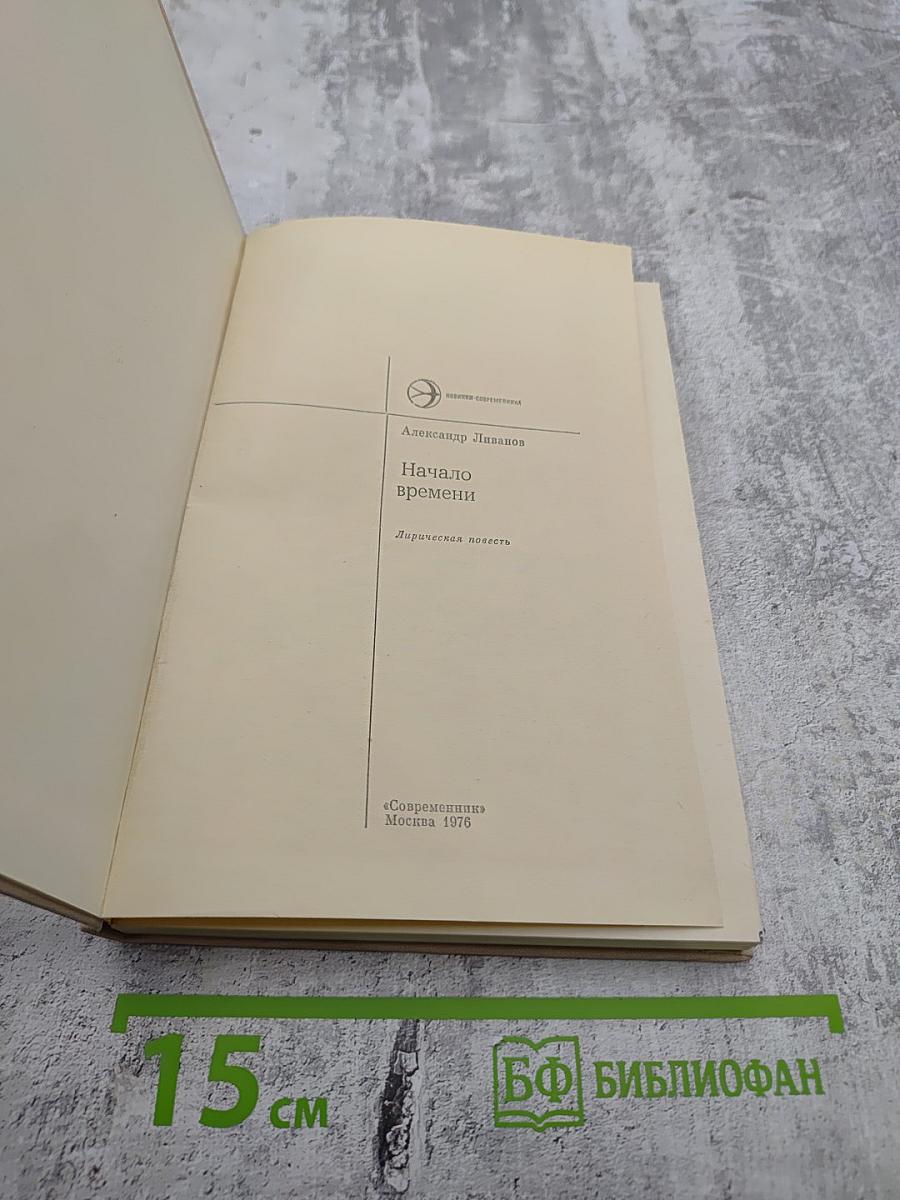 НОВИНКИ·СОВРЕМЕННИКА
Александр Ливанов
Начало
времени
Лирическая повесть
«Современник»
Москва 1976
15 см
БФ БИБЛИОФАН